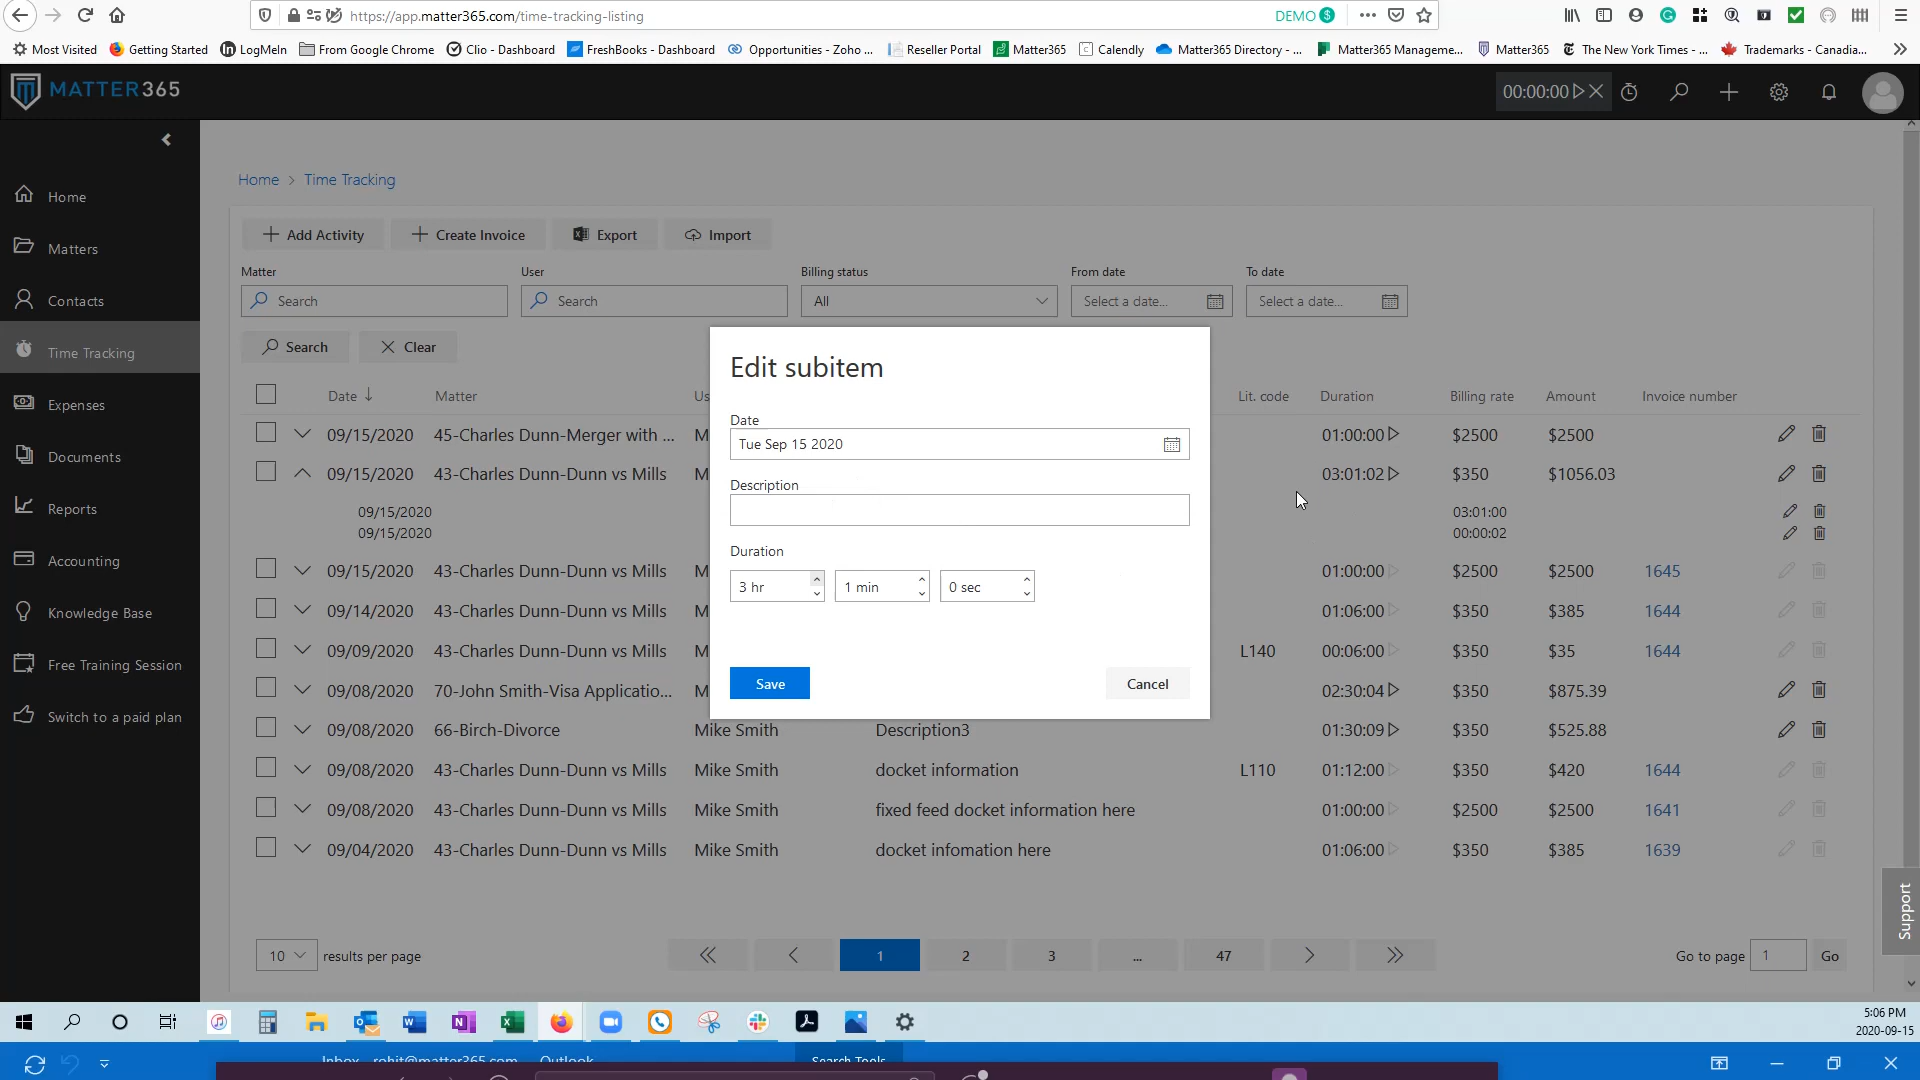 https://app.matter365.com/time-tracking-listing
DEMO $
Most Visited
Getting Started
LogMeIn
From Google Chrome
Clio - Dashboard
FreshBooks - Dashboard
Opportunities - Zoho ...
Reseller Portal
Matter365
Calendly
Matter365 Directory - ...
Matter365 Manageme...
Matter365
The New York Times - ...
Trademarks - Canadia...
MATTER365
00:00:00
Home
Matters
Contacts
Time Tracking
Expenses
Documents
Reports
Accounting
Knowledge Base
Free Training Session
Switch to a paid plan
Home > Time Tracking
Add Activity
Create Invoice
Export
Import
Matter
User
Billing status
From date
To date
Search
Search
All
Select a date...
Select a date...
Search
Clear
Date Matter Us Lit. code Duration Billing rate Amount Invoice number
09/15/2020 45-Charles Dunn-Merger with ... M 01:00:00 $2500 $2500
09/15/2020 43-Charles Dunn-Dunn vs Mills M 03:01:02 $350 $1056.03
09/15/2020 03:01:00
09/15/2020 00:00:02
09/15/2020 43-Charles Dunn-Dunn vs Mills M 01:00:00 $2500 $2500 1645
09/14/2020 43-Charles Dunn-Dunn vs Mills M 01:06:00 $350 $385 1644
09/09/2020 43-Charles Dunn-Dunn vs Mills M L140 00:06:00 $350 $35 1644
09/08/2020 70-John Smith-Visa Applicatio... M 02:30:04 $350 $875.39
09/08/2020 66-Birch-Divorce Mike Smith Description3 01:30:09 $350 $525.88
09/08/2020 43-Charles Dunn-Dunn vs Mills Mike Smith docket information L110 01:12:00 $350 $420 1644
09/08/2020 43-Charles Dunn-Dunn vs Mills Mike Smith fixed feed docket information here 01:00:00 $2500 $2500 1641
09/04/2020 43-Charles Dunn-Dunn vs Mills Mike Smith docket infomation here 01:06:00 $350 $385 1639
Edit subitem
Date
Tue Sep 15 2020
Description
Duration
3 hr 1 min 0 sec
Save
Cancel
10 results per page
1 2 3 ... 47
Go to page 1 Go
Support
5:06 PM
2020-09-15
Inbox - rohit@matter365.com - Outlook
Search Tools